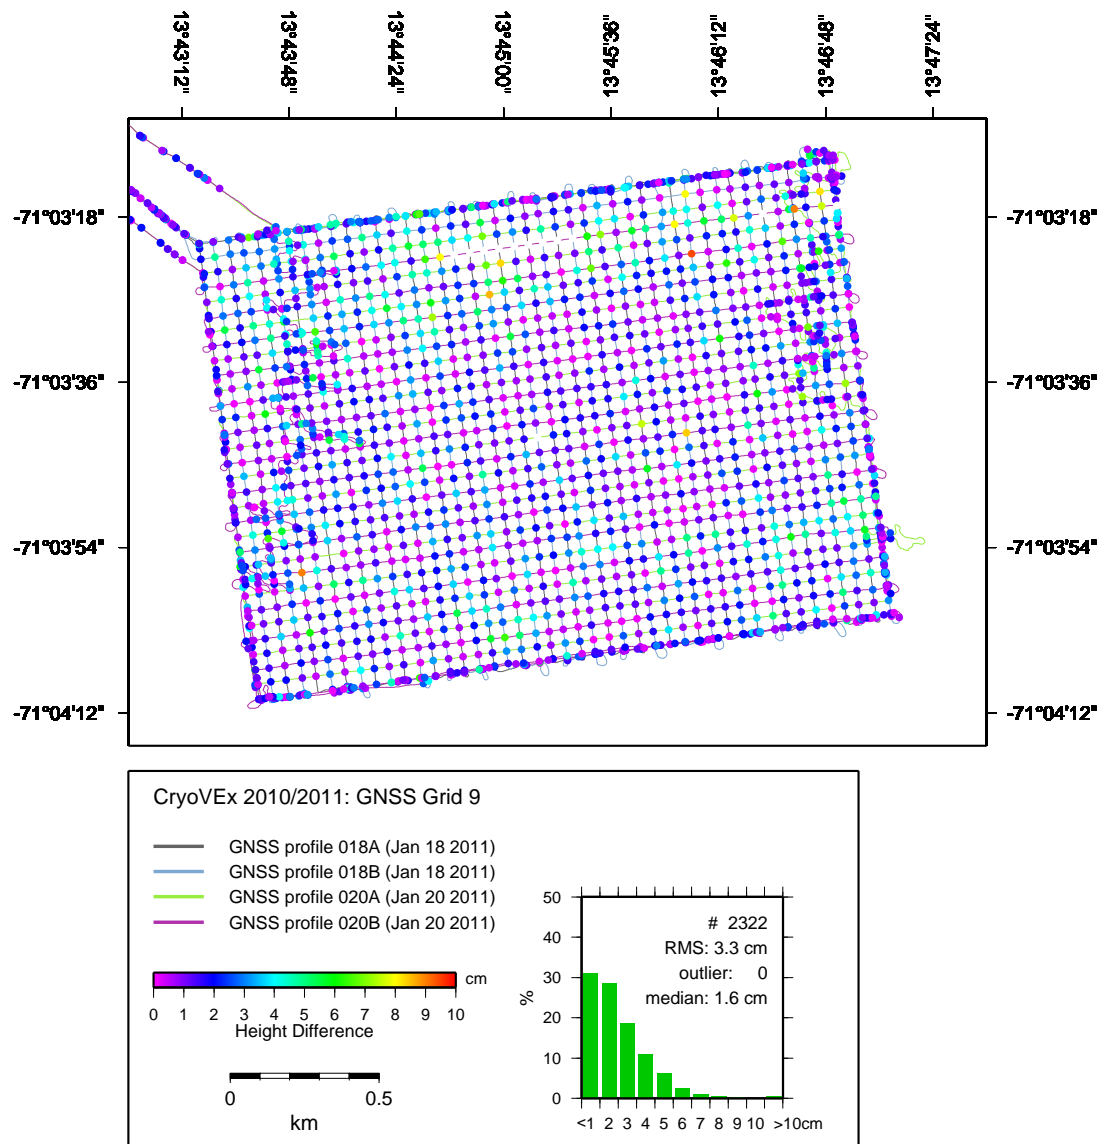 13°43'12"
13°43'48"
13°44'24"
13°45'00"
13°45'36"
13°46'12"
13°46'48"
13°47'24"
-71°03'18" -71°03'18"
-71°03'36" -71°03'36"
-71°03'54" -71°03'54"
-71°04'12" -71°04'12"
CryoVEx 2010/2011: GNSS Grid 9
GNSS profile 018A (Jan 18 2011)
GNSS profile 018B (Jan 18 2011)
GNSS profile 020A (Jan 20 2011)
GNSS profile 020B (Jan 20 2011)
cm
0 1 2 3 4 5 6 7 8 9 10
Height Difference
0 0.5
km
50
40
30
20
10
0
%
# 2322
RMS: 3.3 cm
outlier: 0
median: 1.6 cm
<1 2 3 4 5 6 7 8 9 10 >10cm